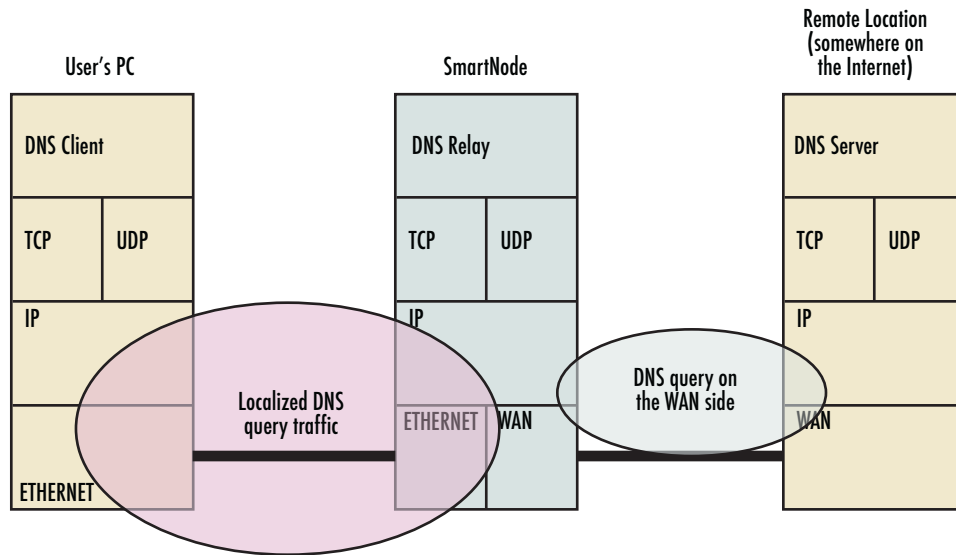 User's PC
SmartNode
Remote Location
(somewhere on
the Internet)
DNS Client
TCP
UDP
IP
ETHERNET
Localized DNS
query traffic
DNS Relay
TCP
UDP
IP
ETHERNET
WAN
DNS query on
the WAN side
DNS Server
TCP
UDP
IP
WAN